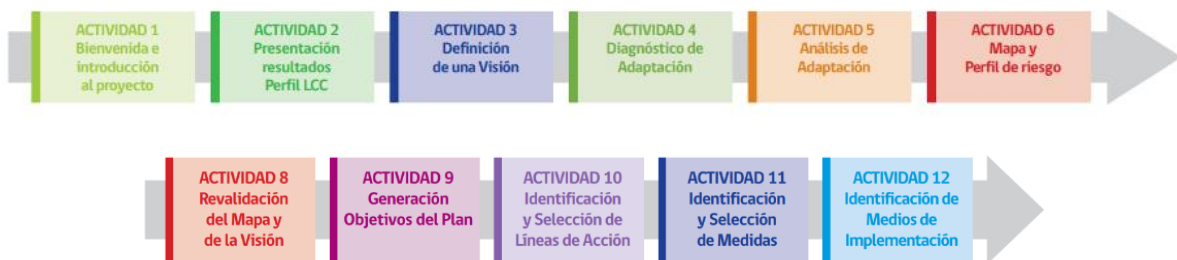 ACTIVIDAD 1
Bienvenida e
introducción
al proyecto
ACTIVIDAD 2
Presentación
resultados
Perfil LCC
ACTIVIDAD 3
Definición
de una Visión
ACTIVIDAD 4
Diagnóstico de
Adaptación
ACTIVIDAD 5
Análisis de
Adaptación
ACTIVIDAD 6
Mapa y
Perfil de riesgo
ACTIVIDAD 8
Revalidación
del Mapa y
de la Visión
ACTIVIDAD 9
Generación
Objetivos del Plan
ACTIVIDAD 10
Identificación
y Selección de
Líneas de Acción
ACTIVIDAD 11
Identificación
y Selección
de Medidas
ACTIVIDAD 12
Identificación de
Medios de
Implementación